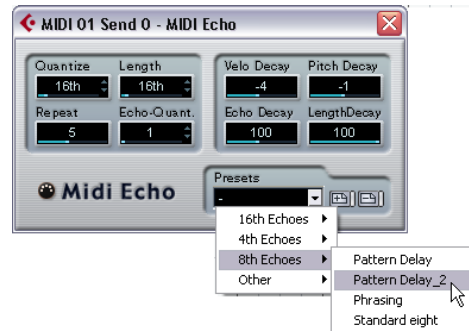 MIDI 01 Send 0 - MIDI Echo
Quantize Length Velo Decay Pitch Decay
16th 16th -4 -1
Repeat Echo-Quant. Echo Decay LengthDecay
5 1 100 100
Midi Echo
Presets
-
16th Echoes
4th Echoes
8th Echoes
Other
Pattern Delay
Pattern Delay_2
Phrasing
Standard eight